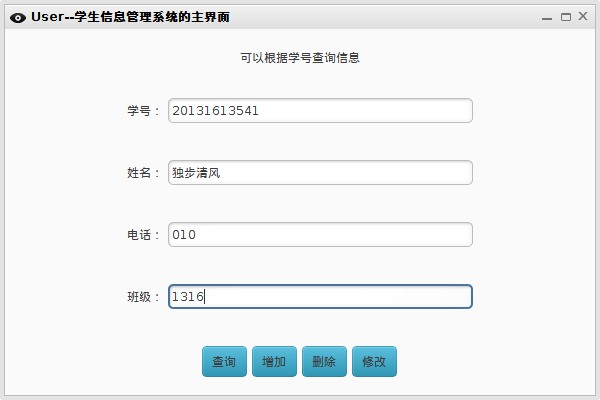 User--学生信息管理系统的主界面
可以根据学号查询信息
学号： 20131613541
姓名： 独步清风
电话： 010
班级： 1316
查询 增加 删除 修改